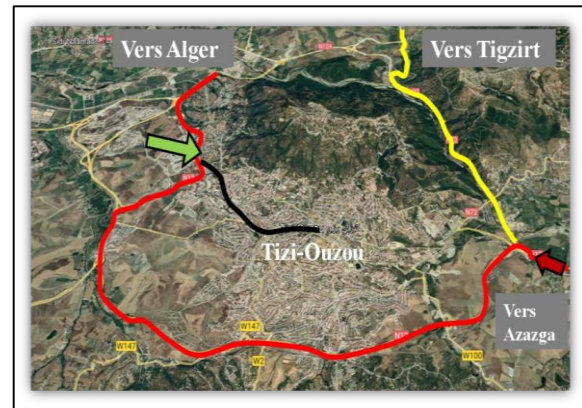 Vers Alger
Vers Tigzirt
N72
Tizi-Ouzou
Vers
Azazga
W147
W147
W2
W100